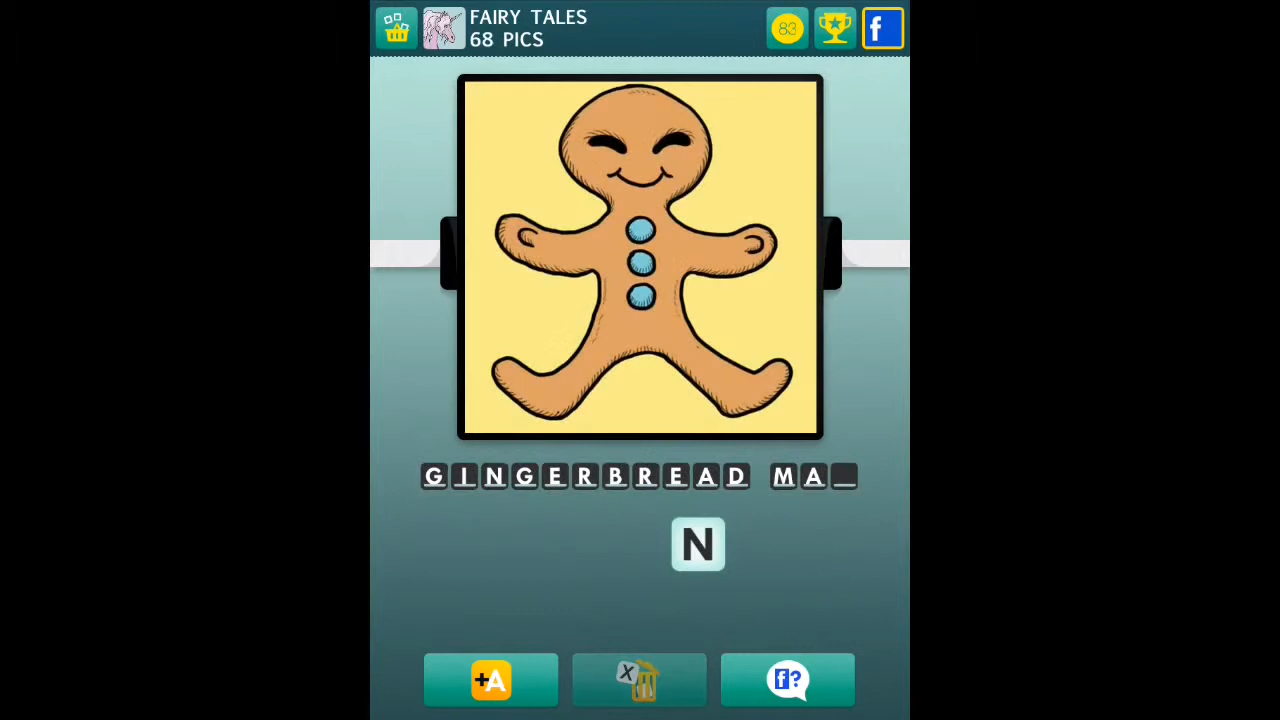 FAIRY TALES
68 PICS
83
f
GINGERBREAD MA_
N
+A
X
f?